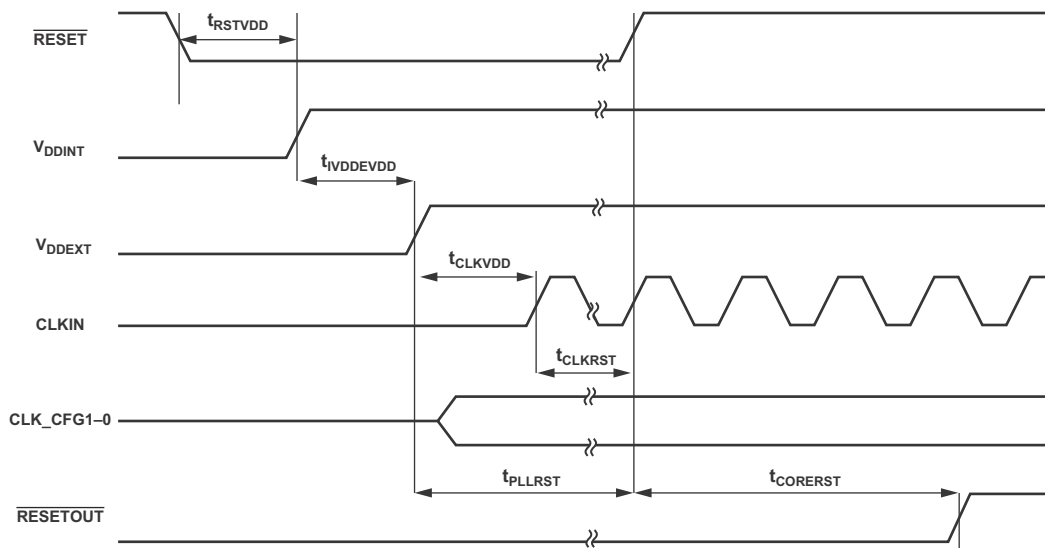 RESET
tRSTVDD
VDDINT
tIVDDEVDD
VDDEXT
tCLKVDD
CLKIN
tCLKRST
CLK_CFG1–0
tPLLRST
tCORERST
RESETOUT